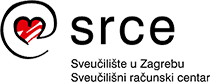 srce
Sveučilište u Zagrebu
Sveučilišni računski centar